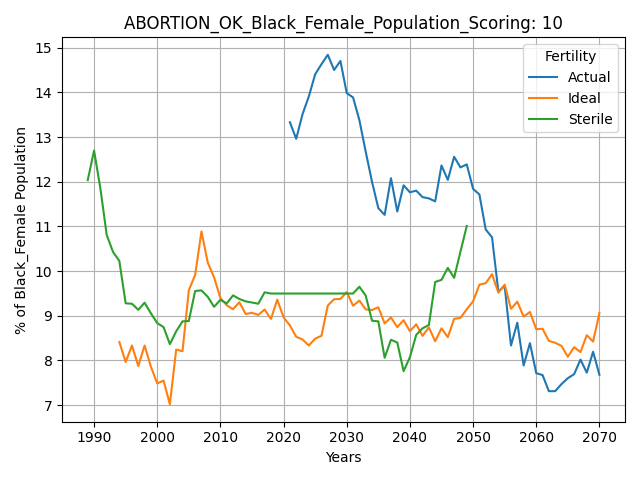 ABORTION_OK_Black_Female_Population_Scoring: 10
Fertility
Actual
Ideal
Sterile
% of Black_Female Population
15
14
13
12
11
10
9
8
7
1990 2000 2010 2020 2030 2040 2050 2060 2070
Years